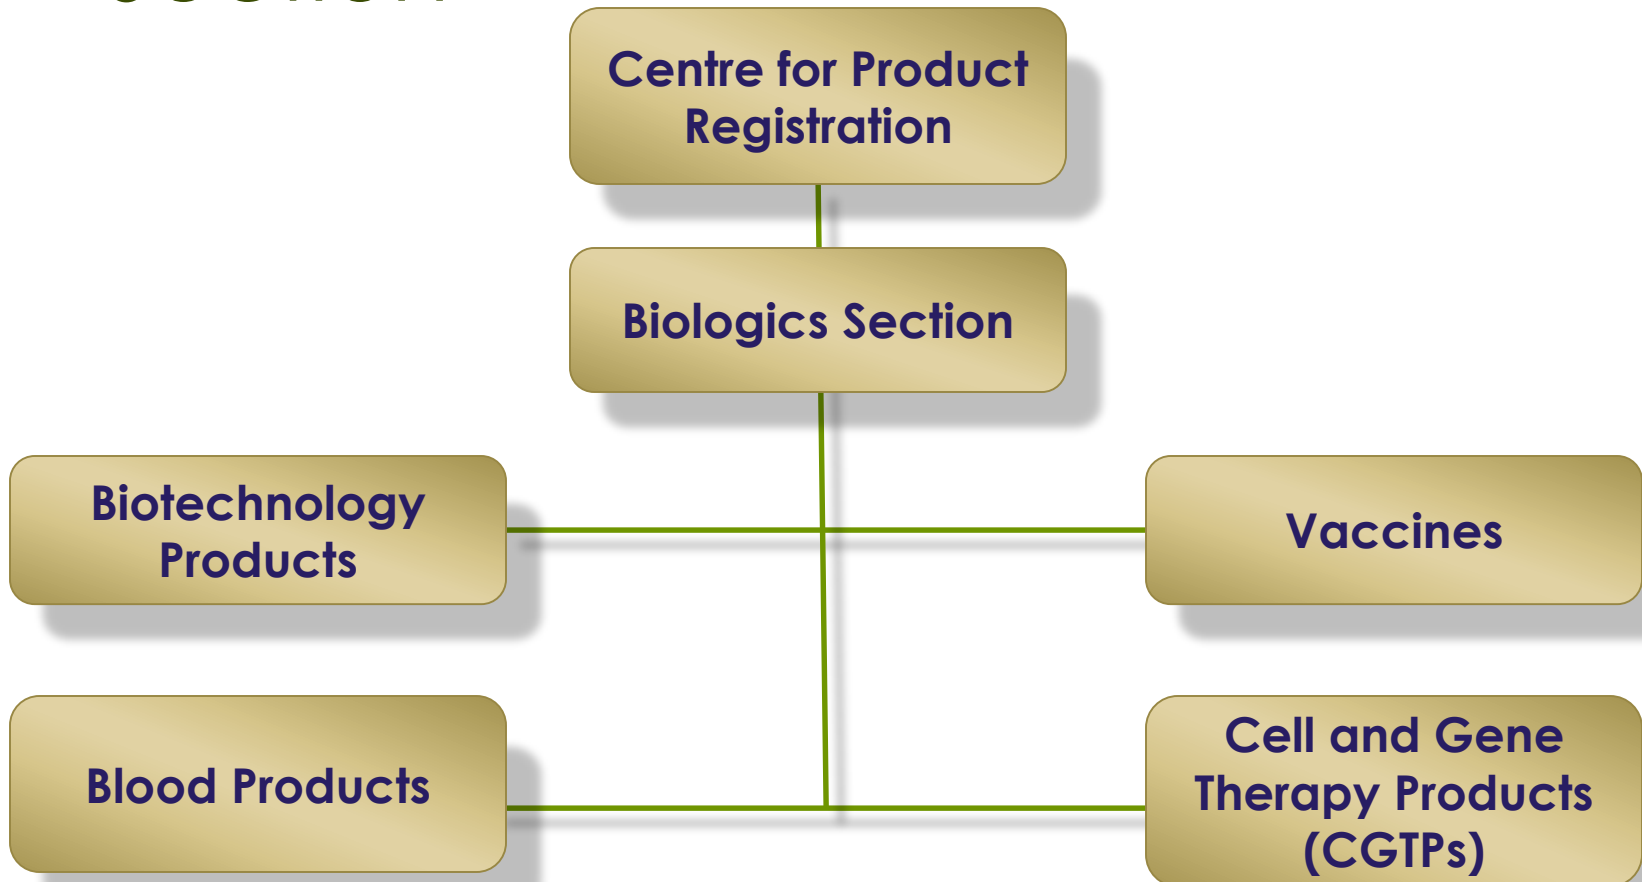 Centre for Product
Registration
Biologics Section
Biotechnology
Products
Vaccines
Blood Products
Cell and Gene
Therapy Products
(CGTPs)